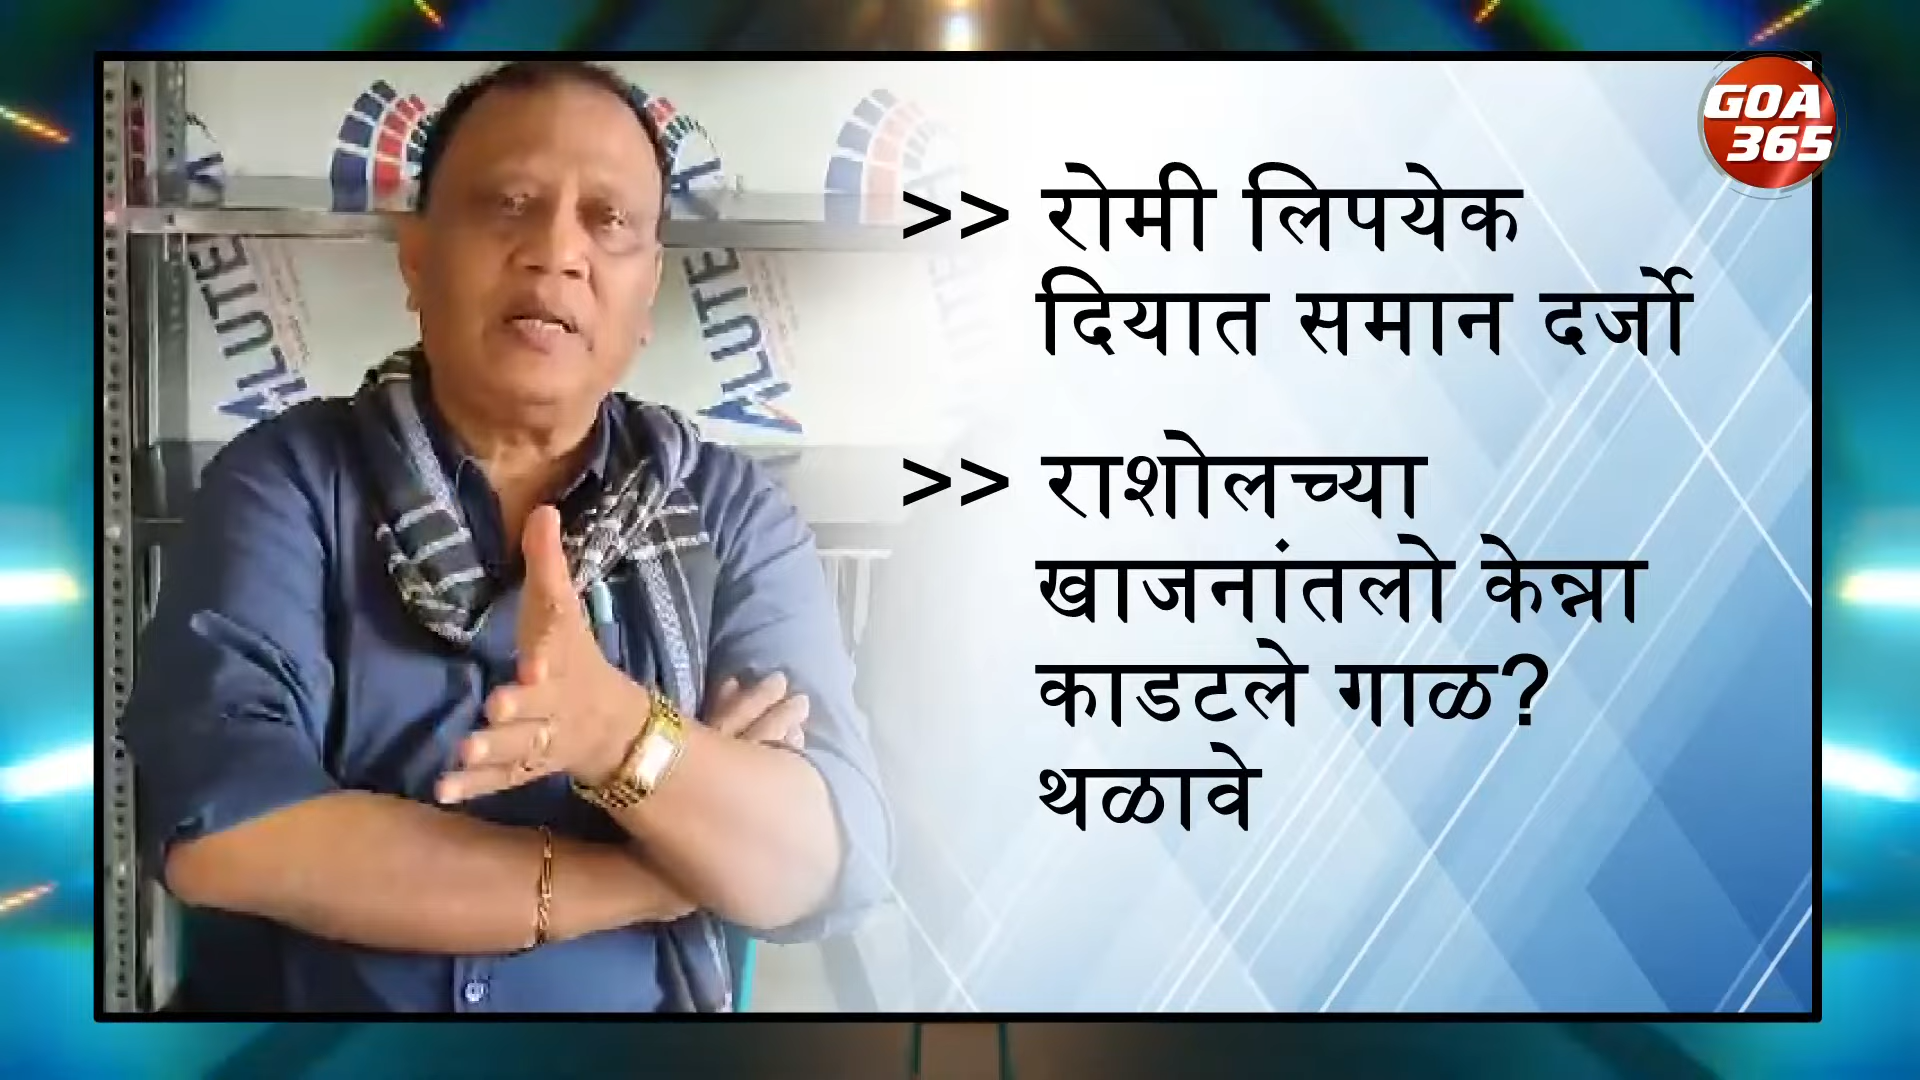 GOA
365
>> रोमी लिपयेक
दियात समान दर्जो
>> राशोलच्या
खाजनांतलो केन्ना
काडटले गाळ?
थळावे